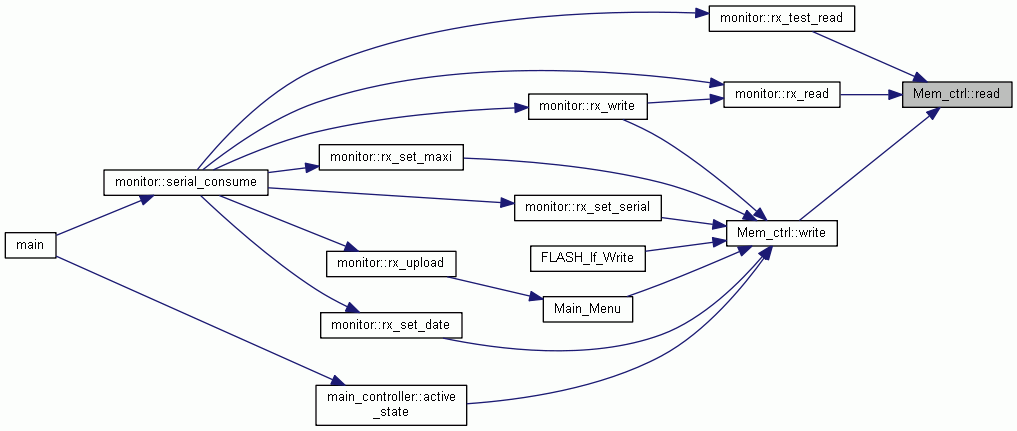 monitor::rx_test_read
monitor::rx_read
Mem_ctrl::read
monitor::rx_write
monitor::rx_set_maxi
monitor::serial_consume
monitor::rx_set_serial
Mem_ctrl::write
main
FLASH_If_Write
monitor::rx_upload
Main_Menu
monitor::rx_set_date
main_controller::active
_state